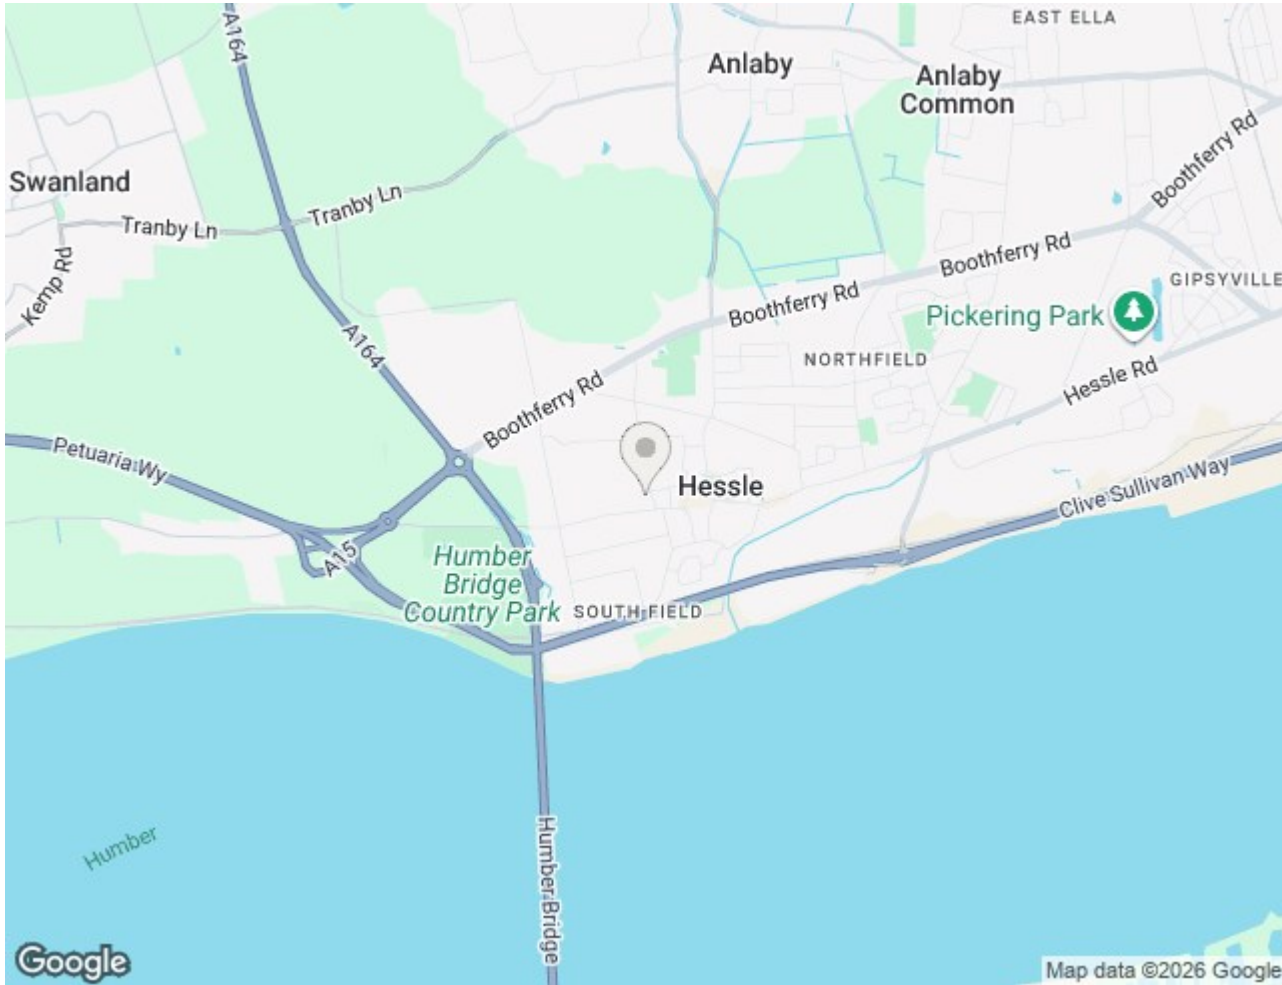 A164
EAST ELLA
Anlaby
Anlaby
Common
Boothferry Rd
Swanland
Tranby Ln
Tranby Ln
Kemp Rd
Boothferry Rd
GIPSYVILLE
Boothferry Rd
Pickering Park
A164
NORTHFIELD
Hessle Rd
Boothferry Rd
Petuaria Wy
Hessle
Clive Sullivan Way
A15
Humber
Bridge
Country Park
SOUTH FIELD
Humber
Humber Bridge
Google
Map data ©2026 Google